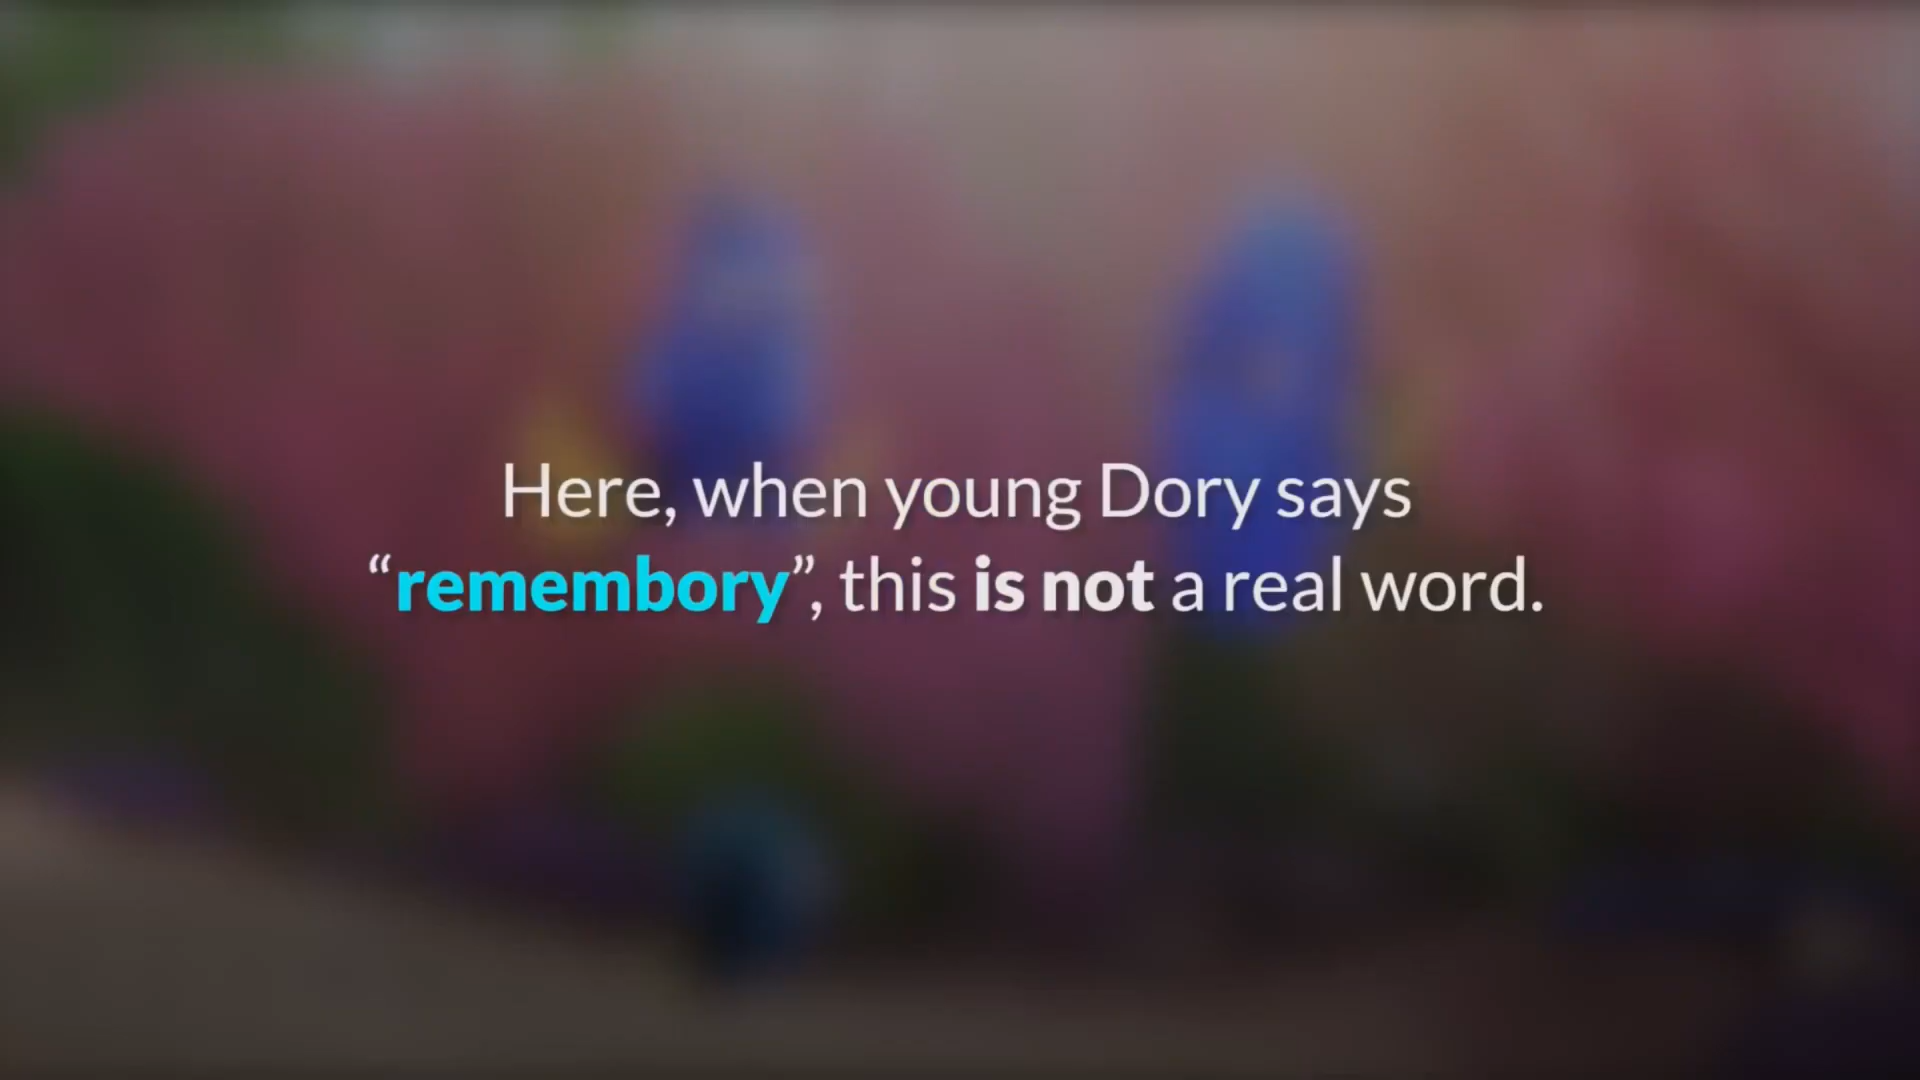 Here, when young Dory says
“remembory”, this is not a real word.